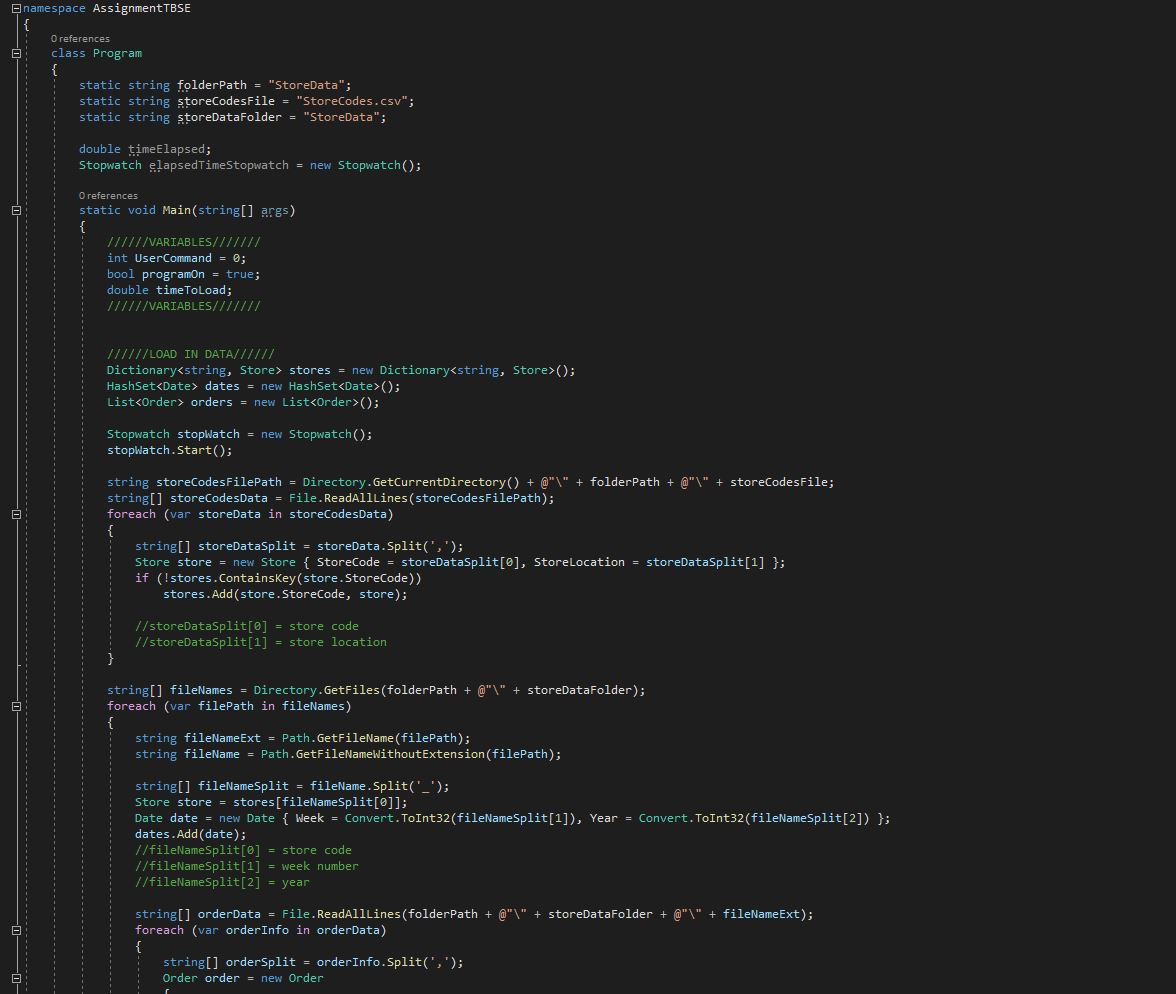 namespace AssignmentTBSE
{
0 references
class Program
{
static string folderPath = "StoreData";
static string storeCodesFile = "StoreCodes.csv";
static string storeDataFolder = "StoreData";
double timeElapsed;
Stopwatch elapsedTimeStopwatch = new Stopwatch();
0 references
static void Main(string[] args)
{
//////VARIABLES///////
int UserCommand = 0;
bool programOn = true;
double timeToLoad;
//////VARIABLES///////
//////LOAD IN DATA//////
Dictionary<string, Store> stores = new Dictionary<string, Store>();
HashSet<Date> dates = new HashSet<Date>();
List<Order> orders = new List<Order>();
Stopwatch stopWatch = new Stopwatch();
stopWatch.Start();
string storeCodesFilePath = Directory.GetCurrentDirectory() + @"\" + folderPath + @"\" + storeCodesFile;
string[] storeCodesData = File.ReadAllLines(storeCodesFilePath);
foreach (var storeData in storeCodesData)
{
string[] storeDataSplit = storeData.Split(',');
Store store = new Store { StoreCode = storeDataSplit[0], StoreLocation = storeDataSplit[1] };
if (!stores.ContainsKey(store.StoreCode))
stores.Add(store.StoreCode, store);
//storeDataSplit[0] = store code
//storeDataSplit[1] = store location
}
string[] fileNames = Directory.GetFiles(folderPath + @"\" + storeDataFolder);
foreach (var filePath in fileNames)
{
string fileNameExt = Path.GetFileName(filePath);
string fileName = Path.GetFileNameWithoutExtension(filePath);
string[] fileNameSplit = fileName.Split('_');
Store store = stores[fileNameSplit[0]];
Date date = new Date { Week = Convert.ToInt32(fileNameSplit[1]), Year = Convert.ToInt32(fileNameSplit[2]) };
dates.Add(date);
//fileNameSplit[0] = store code
//fileNameSplit[1] = week number
//fileNameSplit[2] = year
string[] orderData = File.ReadAllLines(folderPath + @"\" + storeDataFolder + @"\" + fileNameExt);
foreach (var orderInfo in orderData)
{
string[] orderSplit = orderInfo.Split(',');
Order order = new Order
{